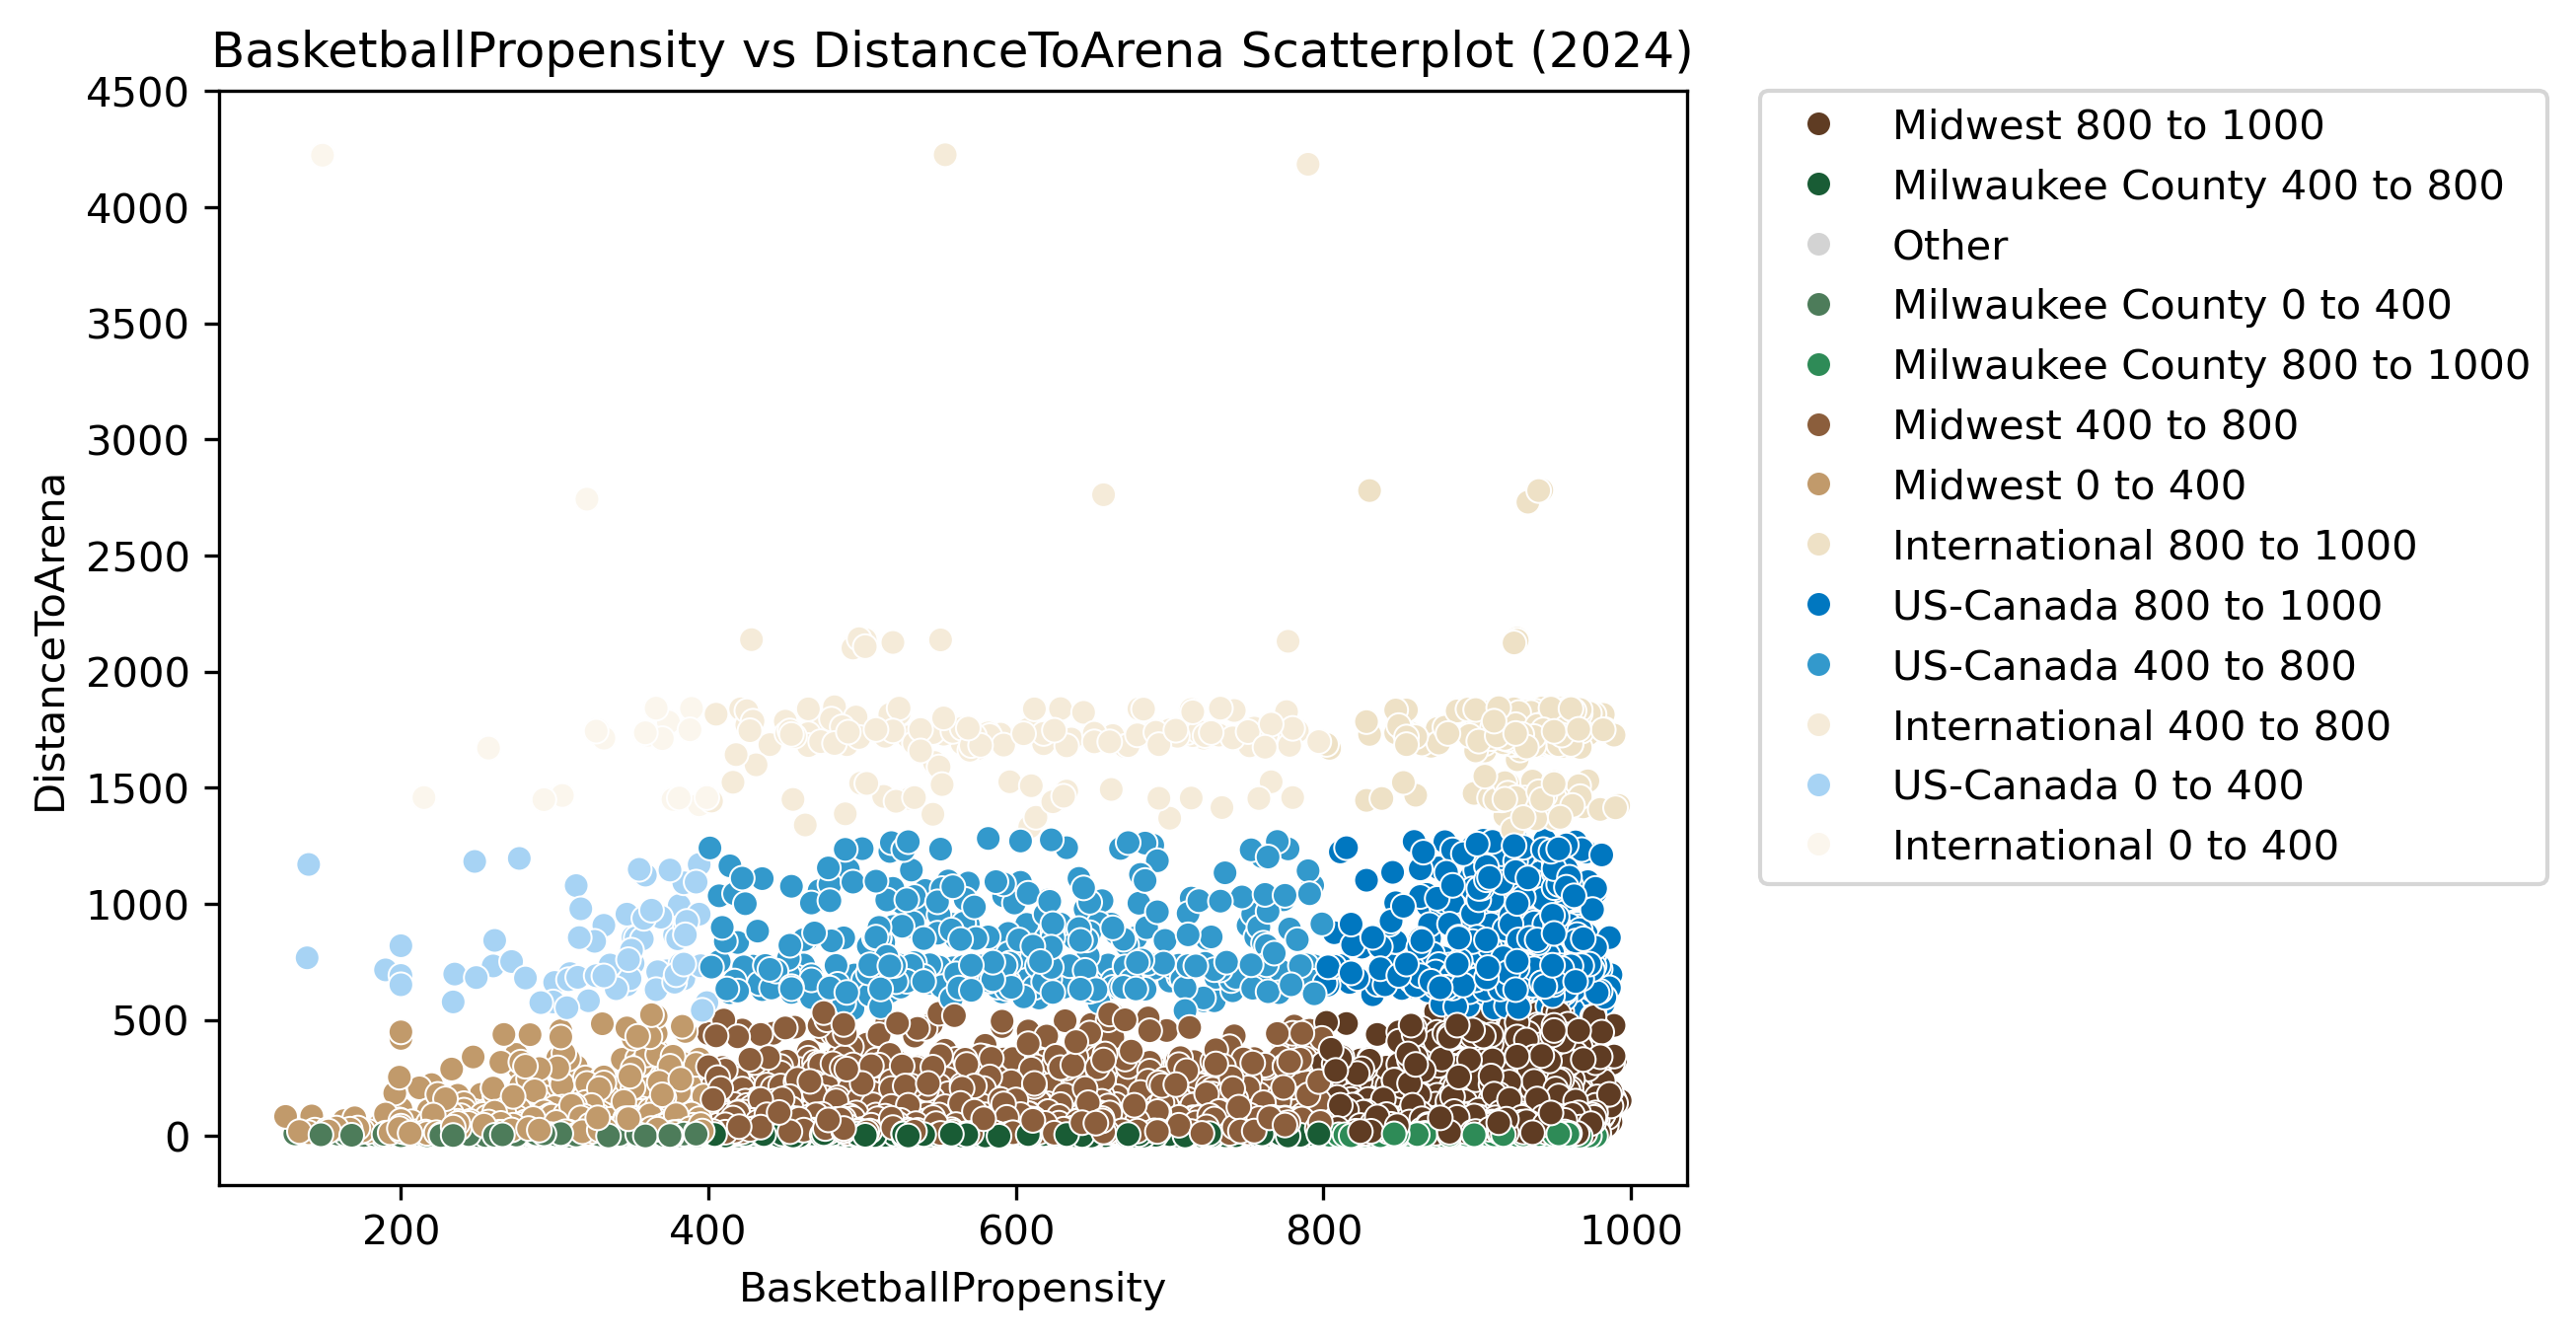 BasketballPropensity vs DistanceToArena Scatterplot (2024)
4500
4000
3500
3000
2500
2000
1500
1000
500
0
DistanceToArena
200 400 600 800 1000
BasketballPropensity
Midwest 800 to 1000
Milwaukee County 400 to 800
Other
Milwaukee County 0 to 400
Milwaukee County 800 to 1000
Midwest 400 to 800
Midwest 0 to 400
International 800 to 1000
US-Canada 800 to 1000
US-Canada 400 to 800
International 400 to 800
US-Canada 0 to 400
International 0 to 400